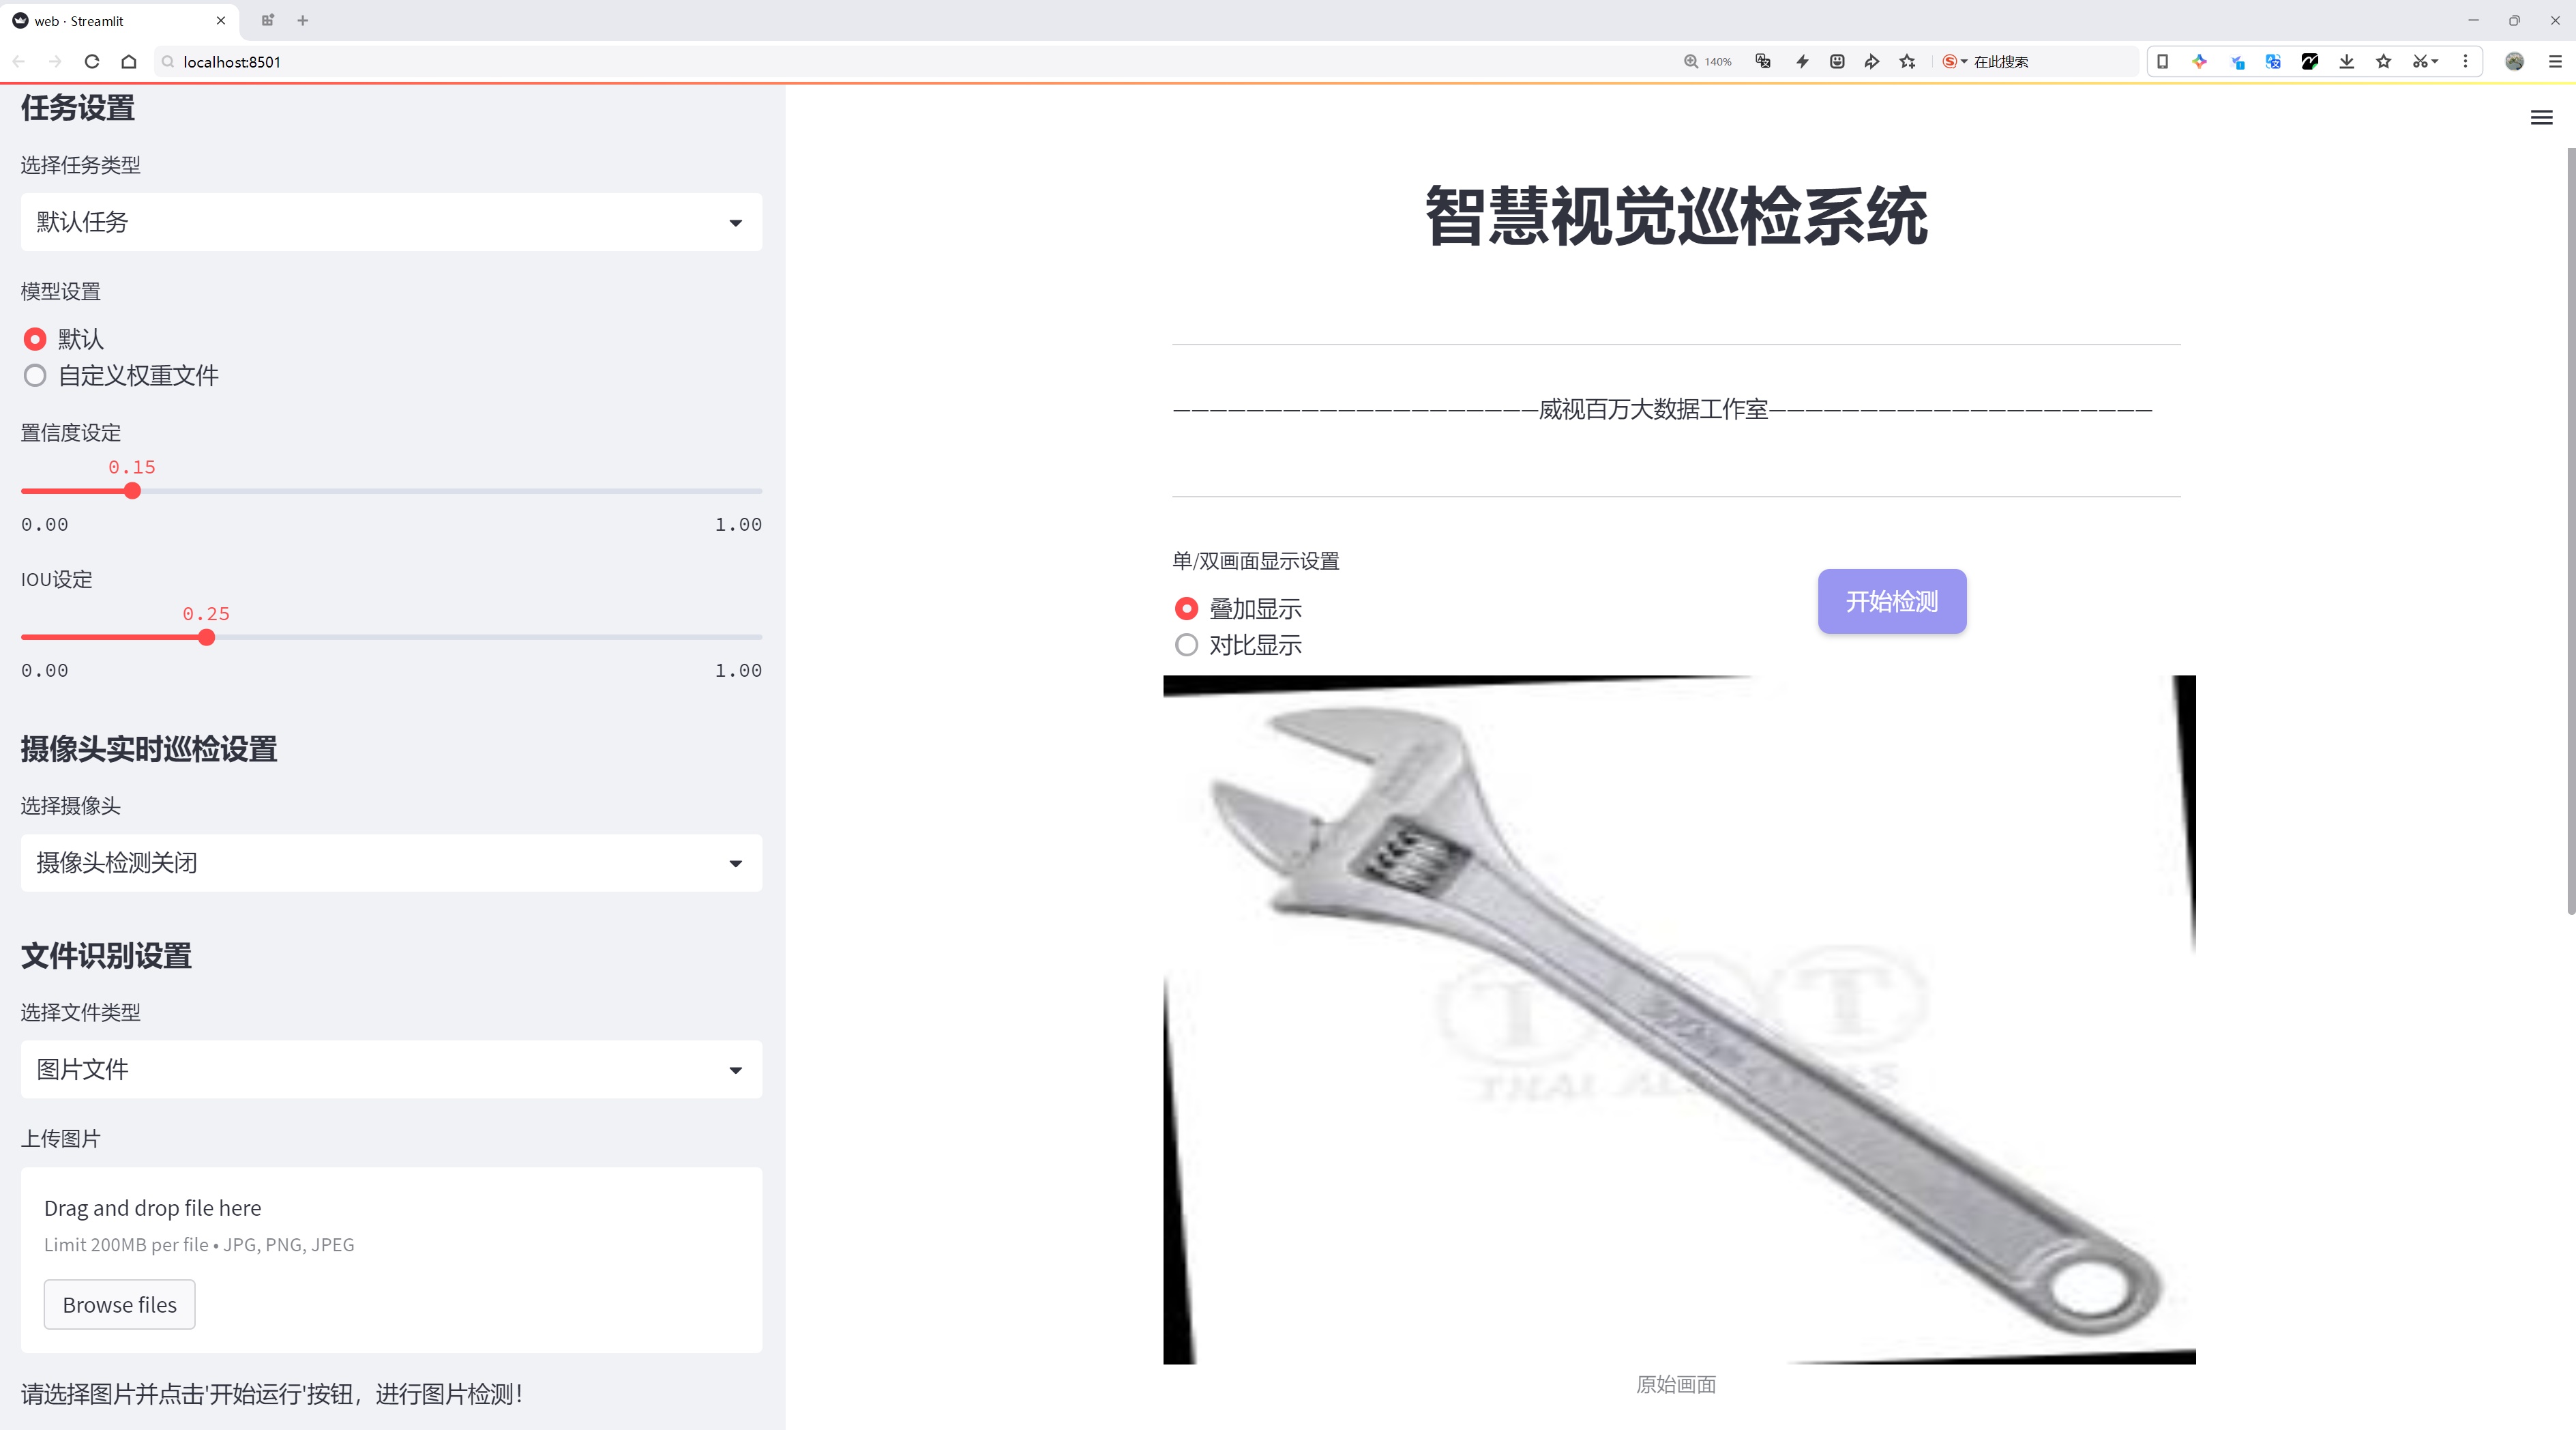 web · Streamlit
localhost:8501
140%
在此搜索
任务设置
选择任务类型
默认任务
模型设置
默认
自定义权重文件
置信度设定
0.15
0.00 1.00
IOU设定
0.25
0.00 1.00
摄像头实时巡检设置
选择摄像头
摄像头检测关闭
文件识别设置
选择文件类型
图片文件
上传图片
Drag and drop file here
Limit 200MB per file • JPG, PNG, JPEG
Browse files
请选择图片并点击'开始运行'按钮，进行图片检测！
智慧视觉巡检系统
————————————————————威视百万大数据工作室—————————————————————
单/双画面显示设置
叠加显示
对比显示
开始检测
T T
THAI
原始画面